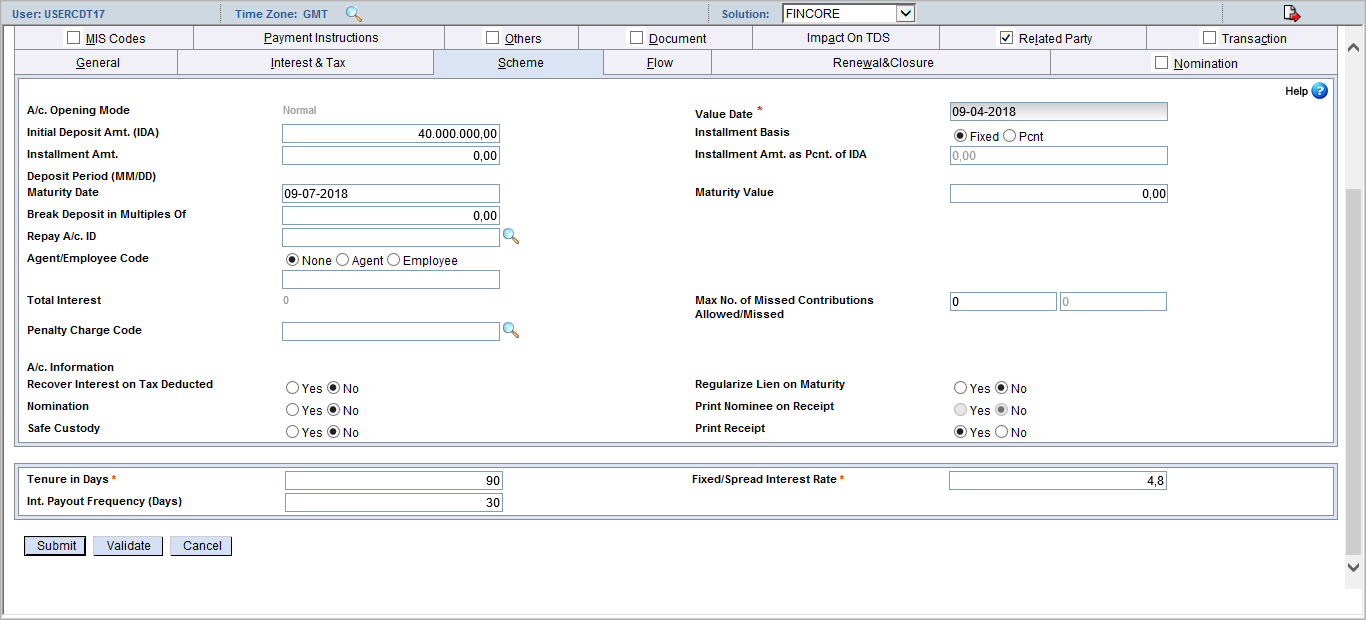 User: USERCDT17 Time Zone: GMT Solution: FINCORE
MIS Codes Payment Instructions Others Document Impact On TDS Related Party Transaction
General Interest & Tax Scheme Flow Renewal&Closure Nomination
Help ?
A/c. Opening Mode Normal Value Date * 09-04-2018
Initial Deposit Amt. (IDA) 40.000.000,00 Installment Basis Fixed Pcnt
Installment Amt. 0,00 Installment Amt. as Pcnt. of IDA 0,00
Deposit Period (MM/DD)
Maturity Date 09-07-2018 Maturity Value 0,00
Break Deposit in Multiples Of 0,00
Repay A/c. ID
Agent/Employee Code None Agent Employee
Total Interest 0 Max No. of Missed Contributions 0 0
Allowed/Missed
Penalty Charge Code
A/c. Information
Recover Interest on Tax Deducted Yes No Regularize Lien on Maturity Yes No
Nomination Yes No Print Nominee on Receipt Yes No
Safe Custody Yes No Print Receipt Yes No
Tenure in Days * 90 Fixed/Spread Interest Rate * 4,8
Int. Payout Frequency (Days) 30
Submit Validate Cancel